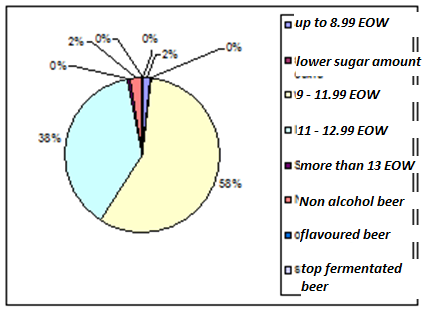 0%
0%
2%
2%
0%
0%
38%
58%
up to 8.99 EOW
lower sugar amount
9 - 11.99 EOW
11 - 12.99 EOW
more than 13 EOW
Non alcohol beer
flavoured beer
top fermentated
beer